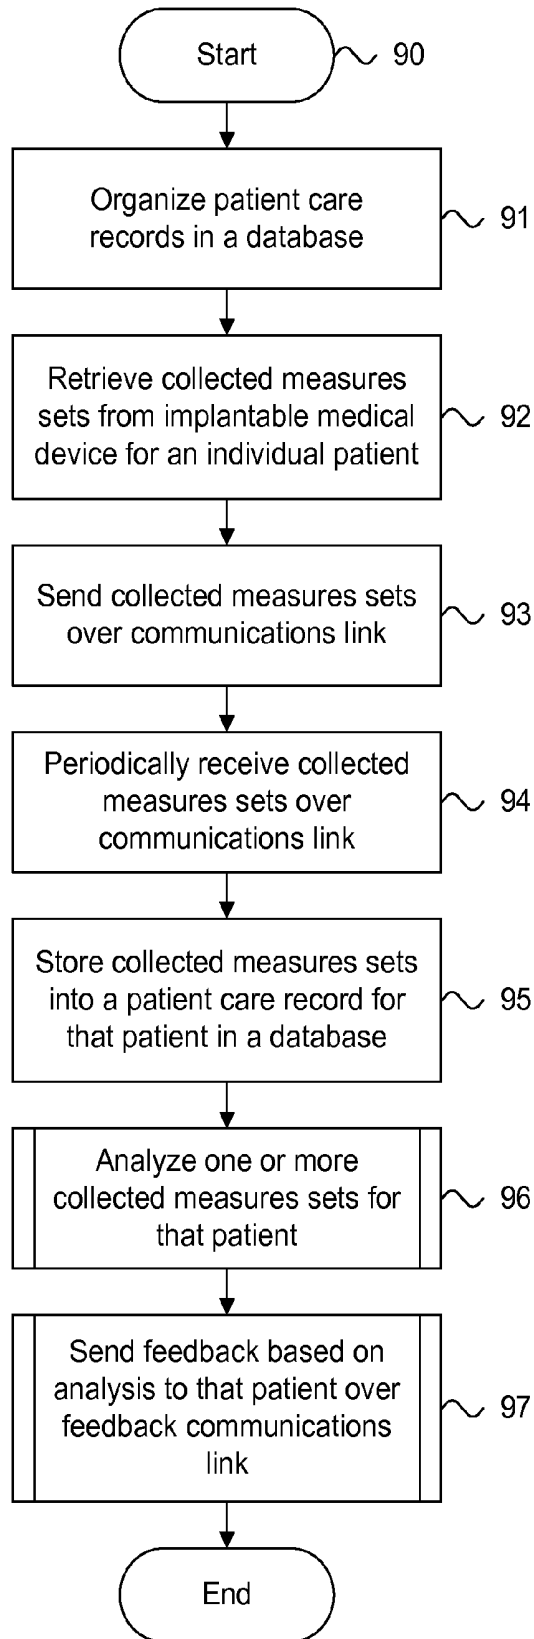 Start
90
Organize patient care
records in a database
91
Retrieve collected measures
sets from implantable medical
device for an individual patient
92
Send collected measures sets
over communications link
93
Periodically receive collected
measures sets over
communications link
94
Store collected measures sets
into a patient care record for
that patient in a database
95
Analyze one or more
collected measures sets for
that patient
96
Send feedback based on
analysis to that patient over
feedback communications
link
97
End